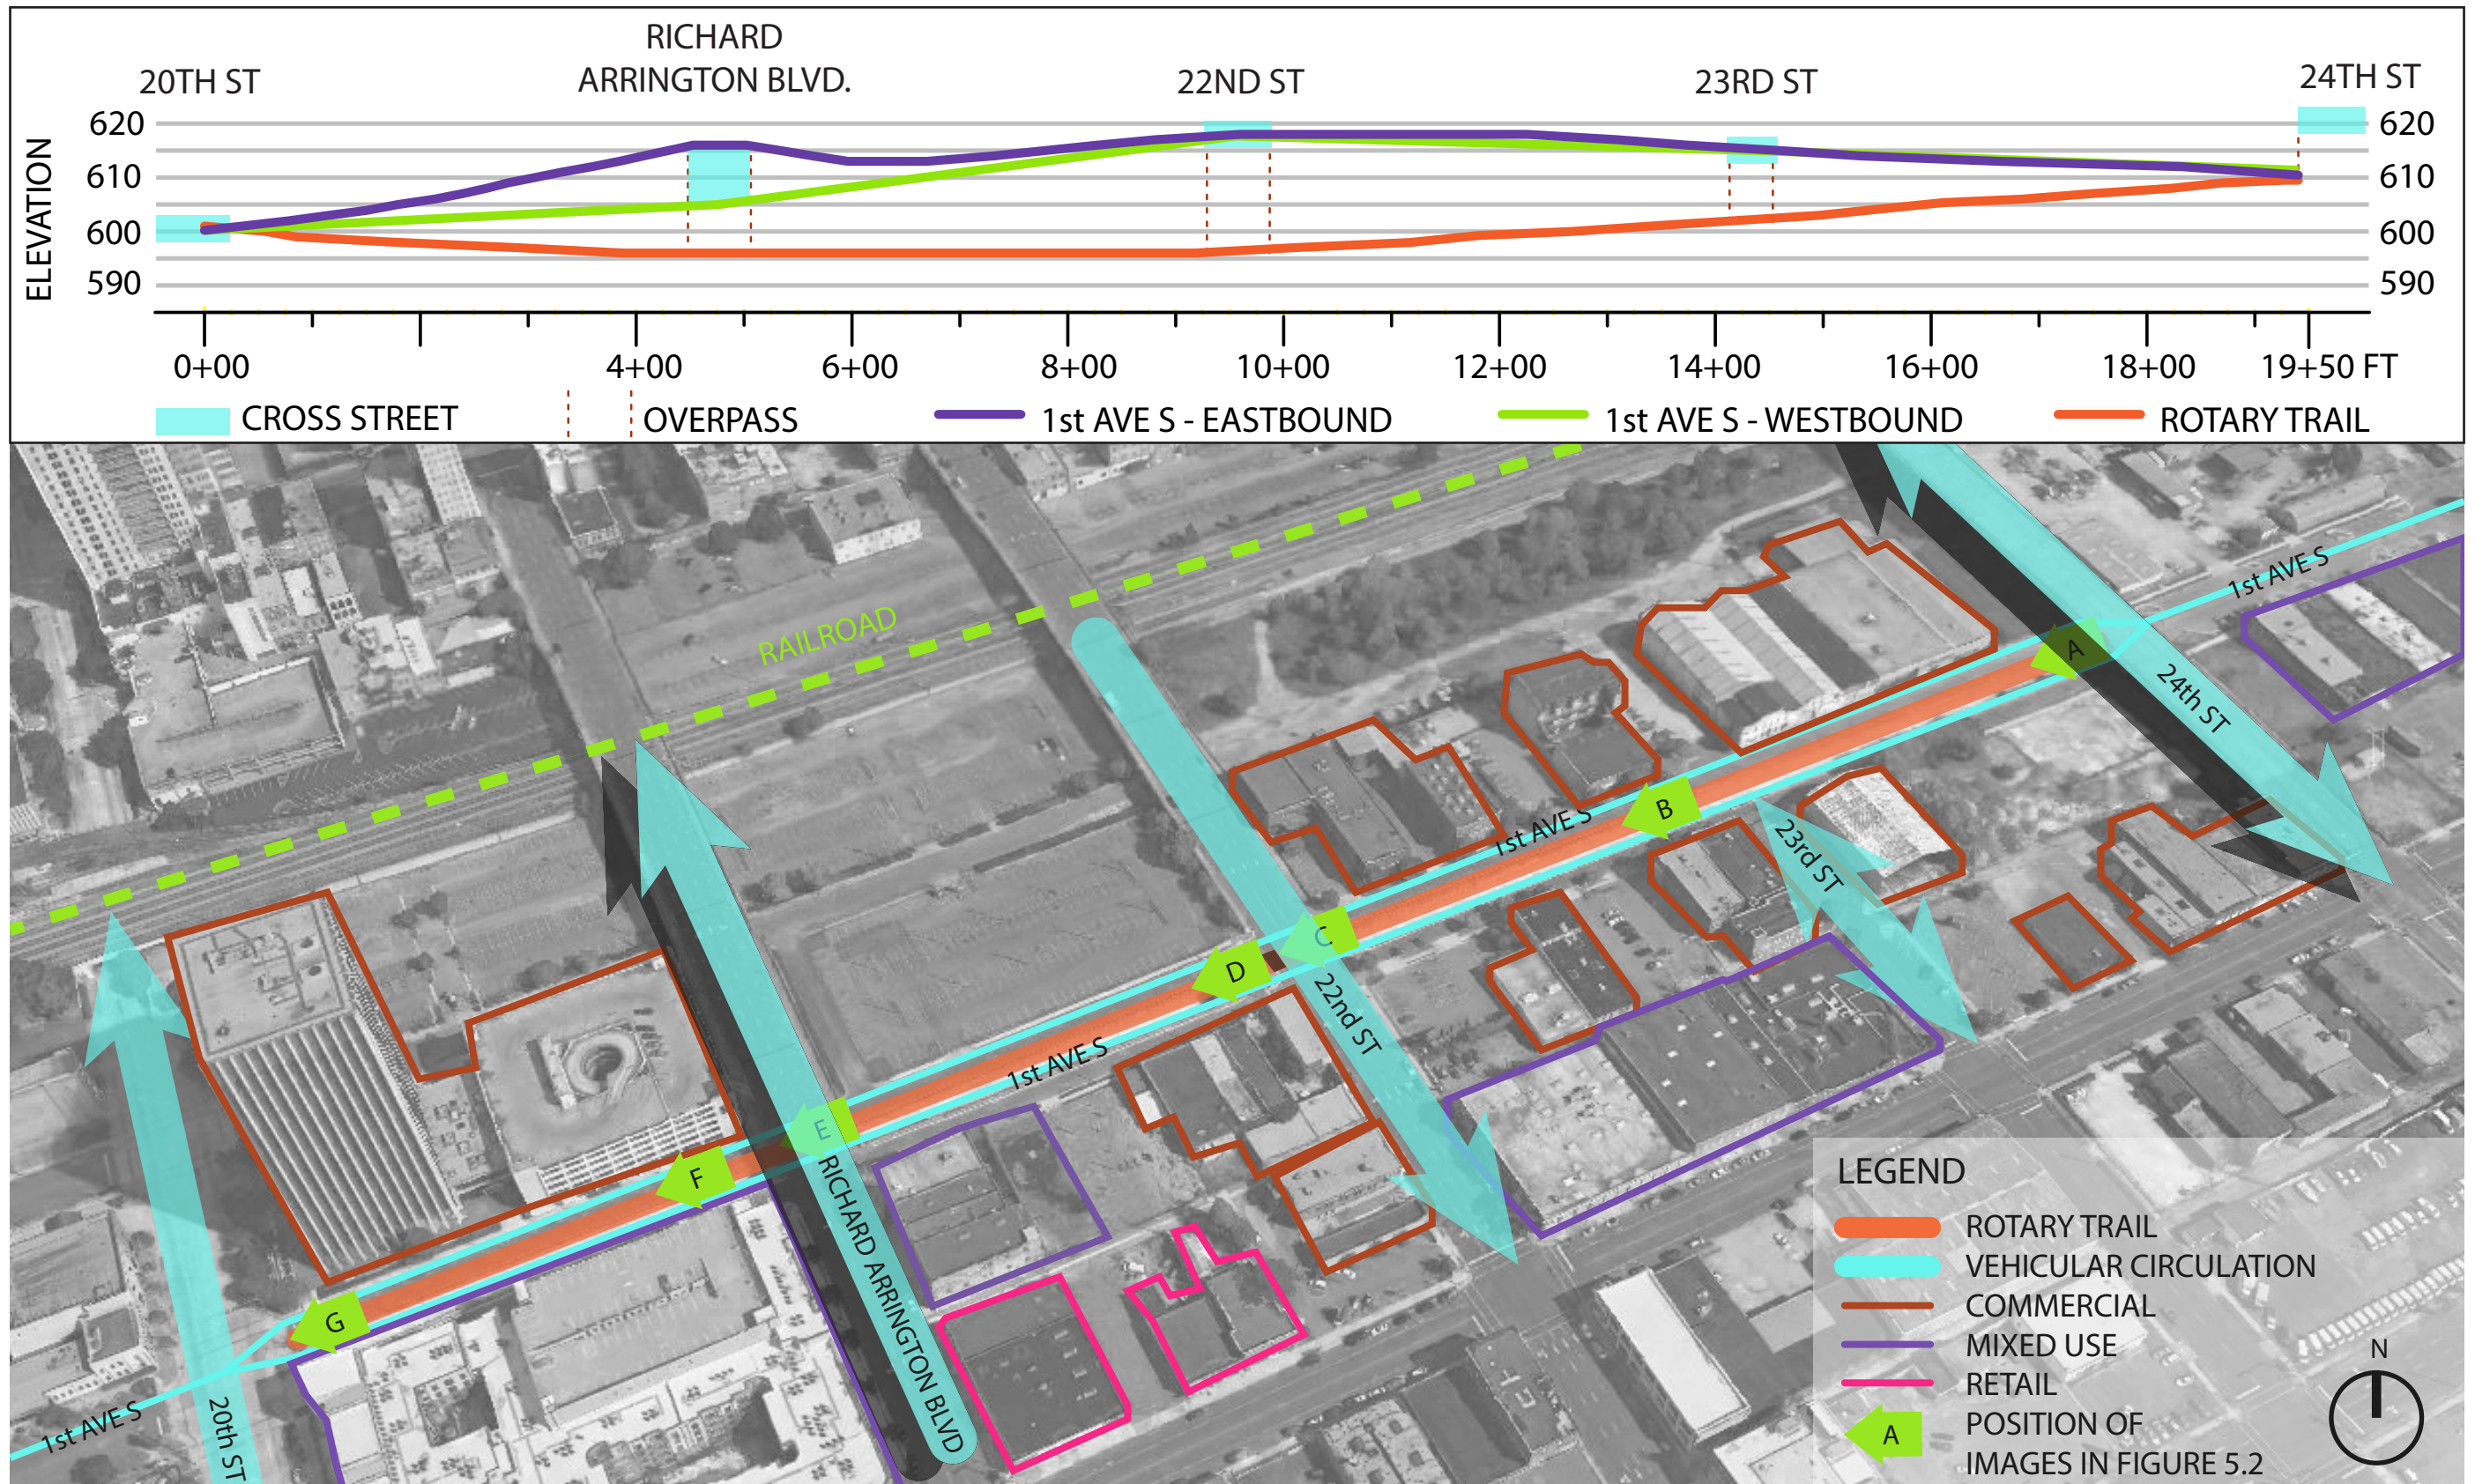 RICHARD
20TH ST
ARRINGTON BLVD.
22ND ST
23RD ST
24TH ST
ELEVATION
620
620
610
610
600
600
590
590
0+00
4+00
6+00
8+00
10+00
12+00
14+00
16+00
18+00
19+50 FT
CROSS STREET
OVERPASS
1st AVE S - EASTBOUND
1st AVE S - WESTBOUND
ROTARY TRAIL
RAILROAD
1st AVE S
A
24th ST
B
1st AVE S
23rd ST
C
D
22nd ST
1st AVE S
E
F
RICHARD ARRINGTON BLVD
G
20th ST
1st AVE S
LEGEND
ROTARY TRAIL
VEHICULAR CIRCULATION
COMMERCIAL
MIXED USE
RETAIL
A
POSITION OF
IMAGES IN FIGURE 5.2
N